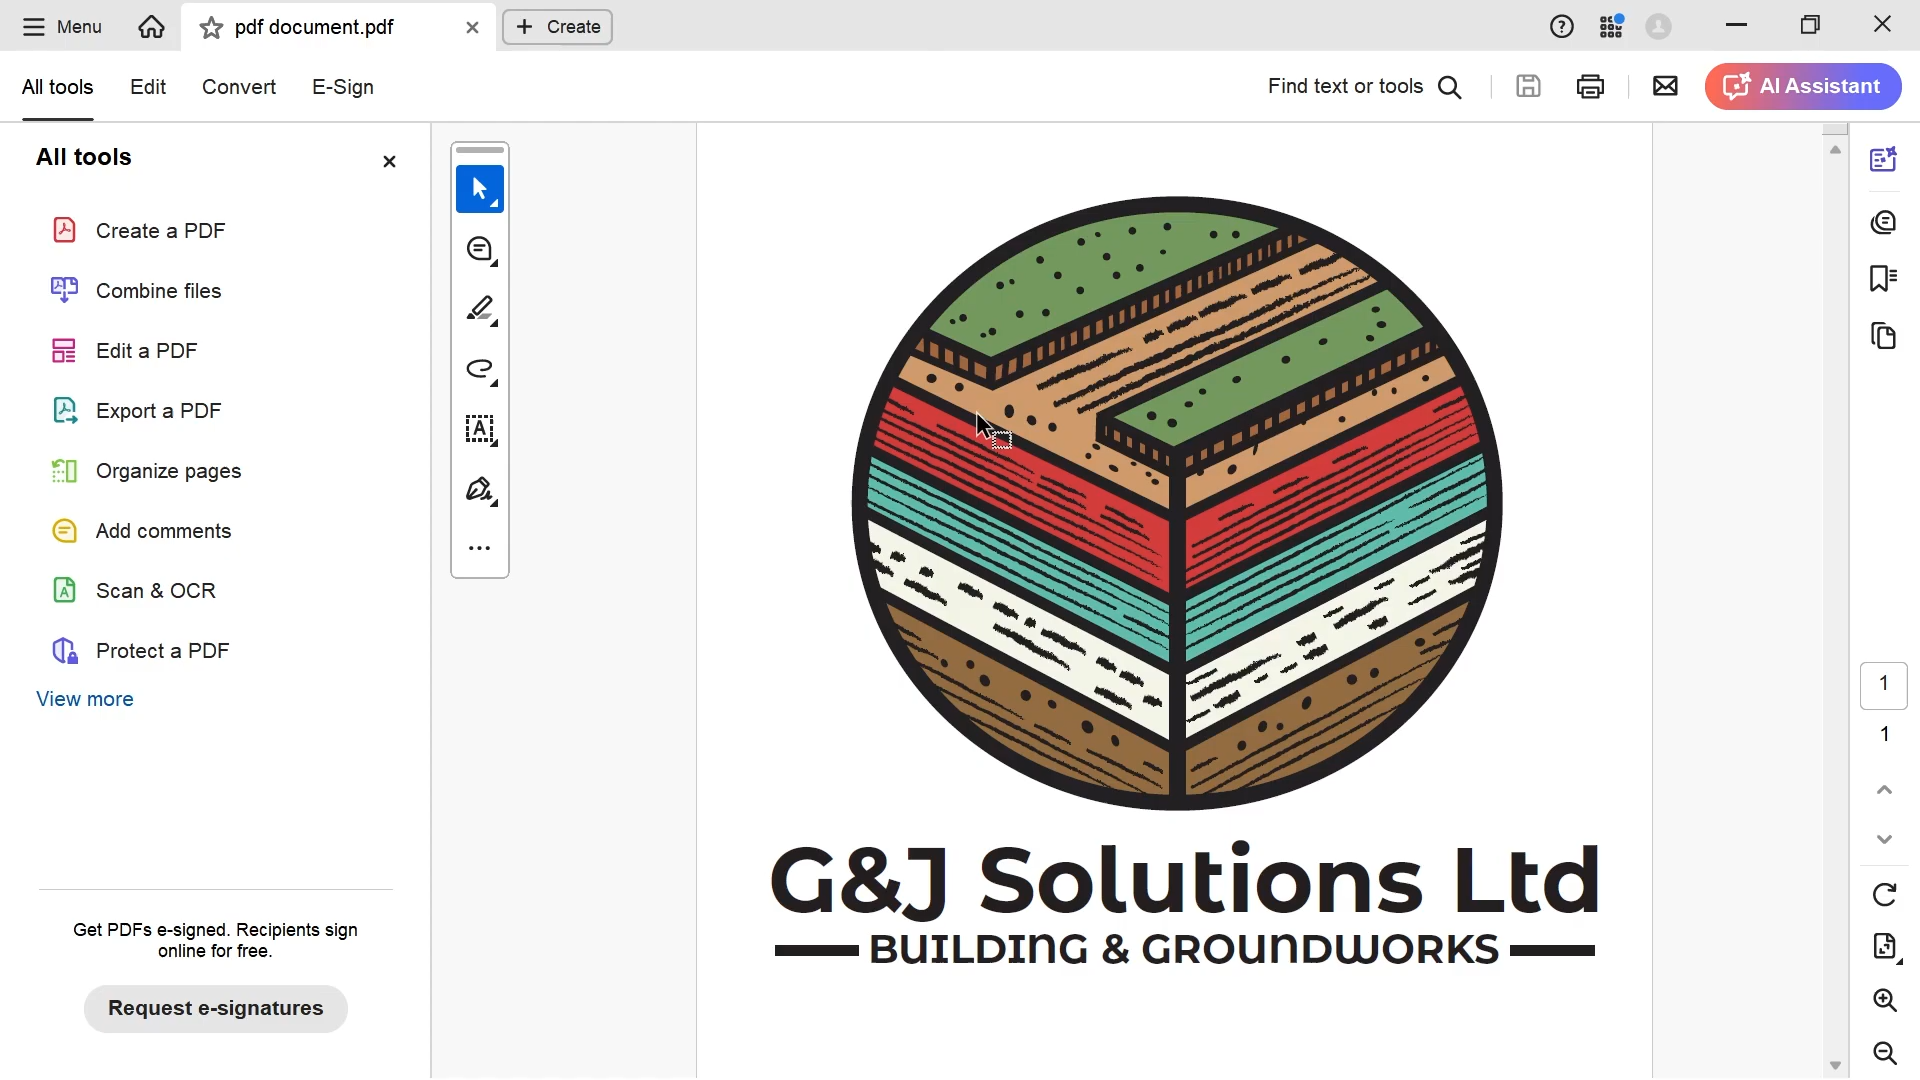 Menu
pdf document.pdf
Create
All tools
Edit
Convert
E-Sign
Find text or tools
AI Assistant
All tools
Create a PDF
Combine files
Edit a PDF
Export a PDF
Organize pages
Add comments
Scan & OCR
Protect a PDF
View more
Get PDFs e-signed. Recipients sign
online for free.
Request e-signatures
G&J Solutions Ltd
BUILDING & GROUNDWORKS
1
1